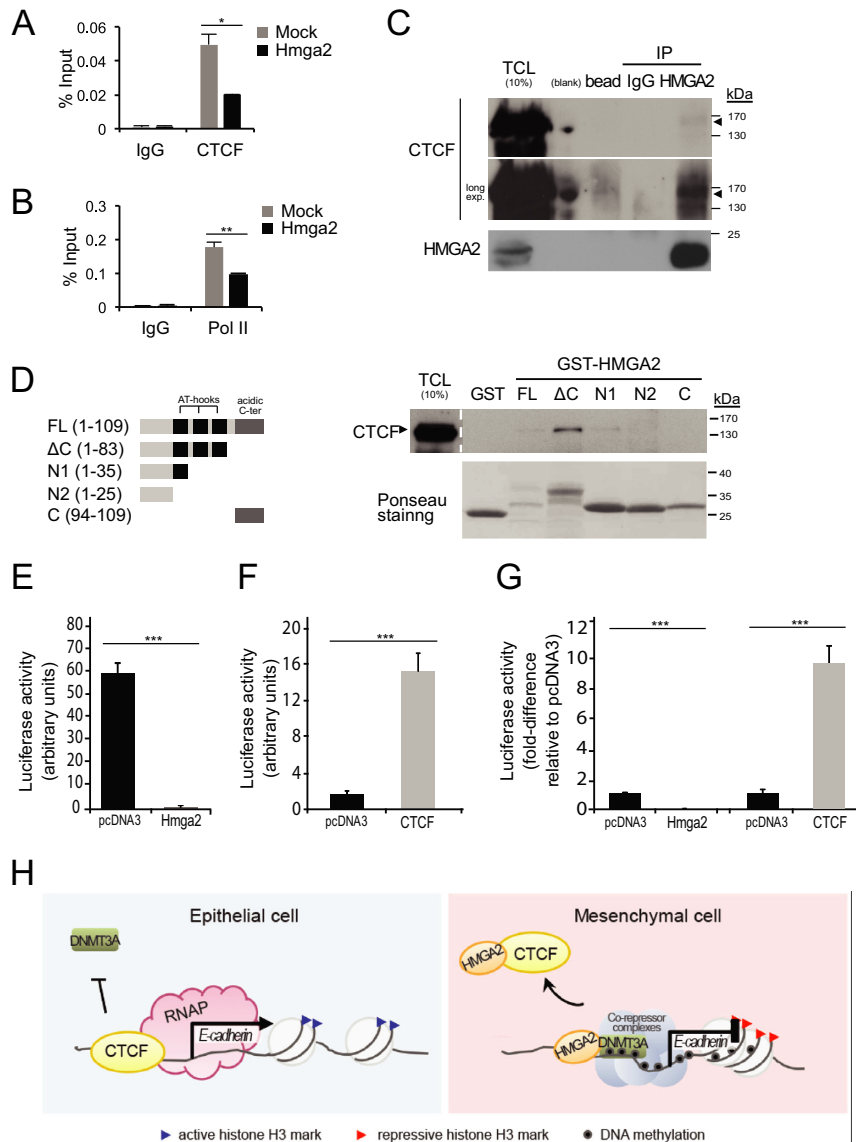 A
0.06
0.04
0.02
0
% Input
*
Mock
Hmga2
IgG
CTCF
B
0.3
0.2
0.1
0
% Input
**
Mock
Hmga2
IgG
Pol II
C
IP
TCL
(10%)
(blank)
bead
IgG
HMGA2
kDa
CTCF
170
130
long
exp.
170
130
HMGA2
25
D
AT-hooks
acidic
C-ter
FL (1-109)
ΔC (1-83)
N1 (1-35)
N2 (1-25)
C (94-109)
GST-HMGA2
TCL
(10%)
GST
FL
ΔC
N1
N2
C
kDa
CTCF
170
130
Ponseau
stainng
40
35
25
E
Luciferase activity
(arbitrary units)
80
70
60
50
40
30
20
10
0
***
pcDNA3
Hmga2
F
Luciferase activity
(arbitrary units)
20
16
12
8
4
0
***
pcDNA3
CTCF
G
Luciferase activity
(fold-difference
relative to pcDNA3)
12
10
8
6
4
2
0
***
***
pcDNA3
Hmga2
pcDNA3
CTCF
H
Epithelial cell
DNMT3A
RNAP
E-cadherin
CTCF
Mesenchymal cell
HMGA2
CTCF
Co-repressor
complexes
HMGA2
DNMT3A
E-cadherin
active histone H3 mark
repressive histone H3 mark
DNA methylation